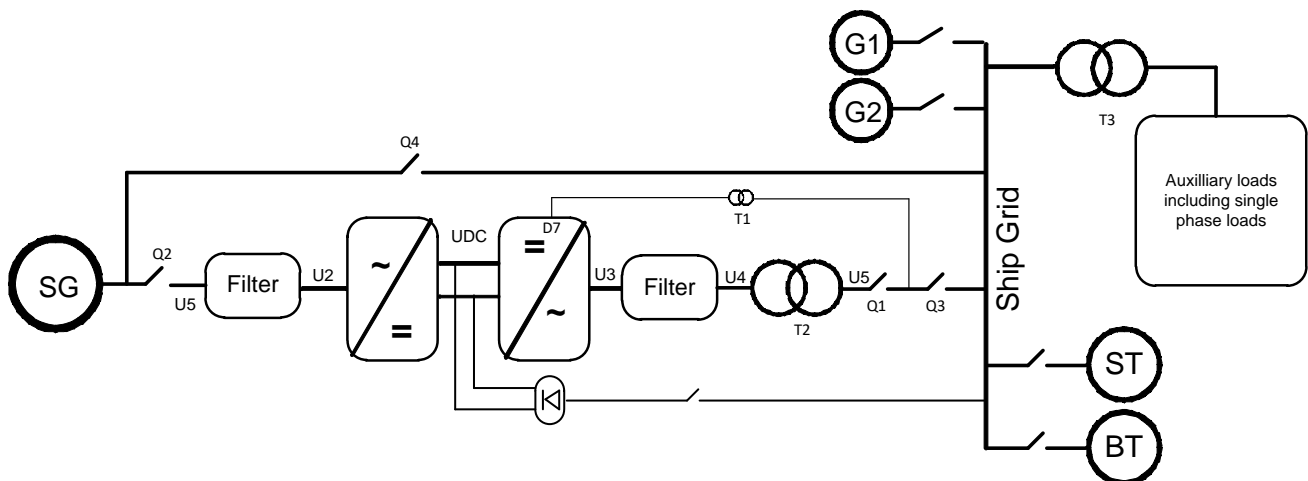 G1
G2
T3
Q4
Auxilliary loads
including single
phase loads
T1
D7
UDC
=
~
Ship Grid
SG
Q2
U5
Filter
U2
~
=
U3
Filter
U4
T2
U5
Q1
Q3
ST
BT